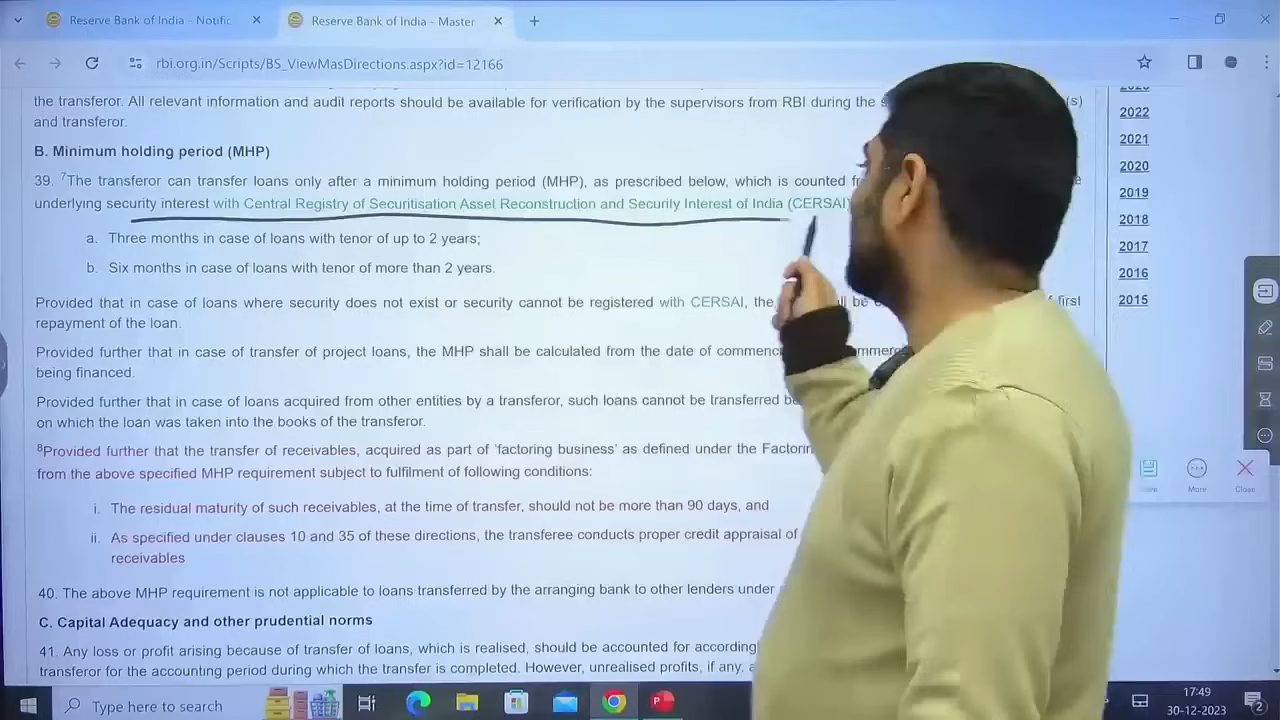 Reserve Bank of India - Notific
Reserve Bank of India - Master
rbi.org.in/Scripts/BS_ViewMasDirections.aspx?id=12166
the transferor. All relevant information and audit reports should be available for verification by the supervisors from RBI during the
(s)
and transferor.
B. Minimum holding period (MHP)
39. 7The transferor can transfer loans only after a minimum holding period (MHP), as prescribed below, which is counted
underlying security interest with Central Registry of Securitisation Asset Reconstruction and Security Interest of India (CERSAI)
a. Three months in case of loans with tenor of up to 2 years;
b. Six months in case of loans with tenor of more than 2 years.
Provided that in case of loans where security does not exist or security cannot be registered with CERSAI, the be first
repayment of the loan.
Provided further that in case of transfer of project loans, the MHP shall be calculated from the date of
being financed.
Provided further that in case of loans acquired from other entities by a transferor, such loans cannot be transferred
on which the loan was taken into the books of the transferor.
8Provided further that the transfer of receivables, acquired as part of 'factoring business' as defined under the
from the above specified MHP requirement subject to fulfilment of following conditions:
i. The residual maturity of such receivables, at the time of transfer, should not be more than 90 days, and
ii. As specified under clauses 10 and 35 of these directions, the transferee conducts proper credit appraisal of
receivables
40. The above MHP requirement is not applicable to loans transferred by the arranging bank to other lenders under
C. Capital Adequacy and other prudential norms
41. Any loss or profit arising because of transfer of loans, which is realised, should be accounted for
transferor for the accounting period during which the transfer is completed. However, unrealised profits, if any,
2022
2021
2020
2019
2018
2017
2016
2015
More
Close
Type here to search
17:49
30-12-2023
2